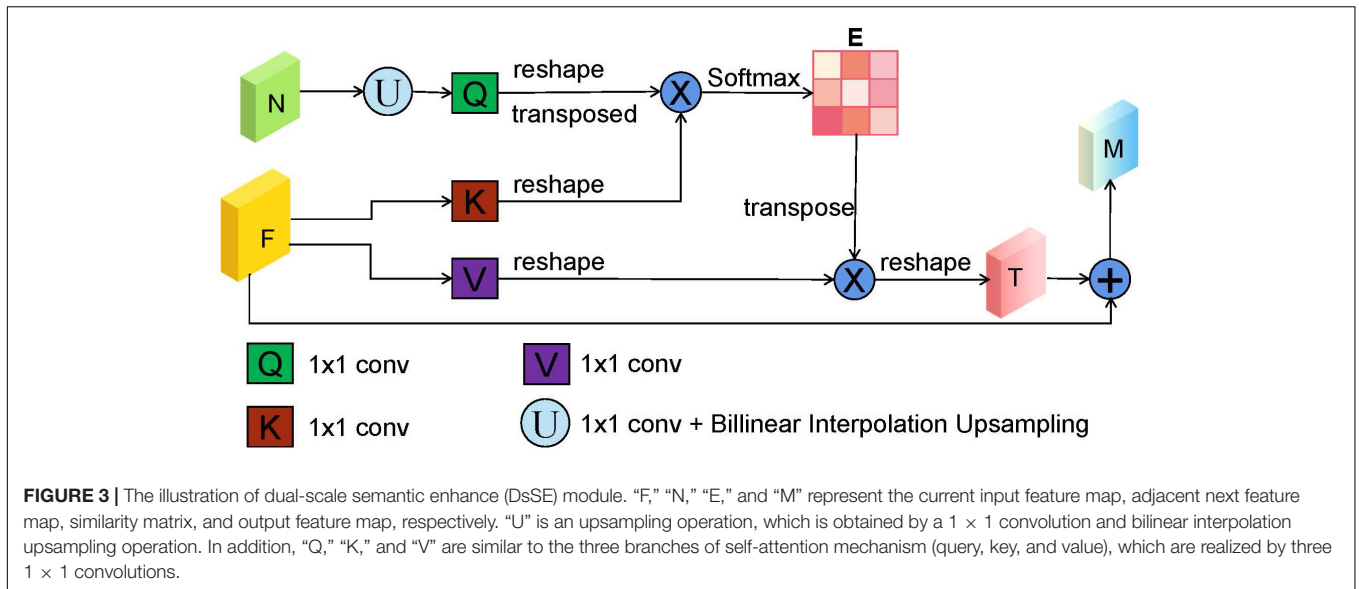 E
N
U
Q
reshape
transposed
X
Softmax
K
reshape
transpose
M
F
V
reshape
X
reshape
T
+
Q 1x1 conv
V 1x1 conv
K 1x1 conv
U 1x1 conv + Billinear Interpolation Upsampling
FIGURE 3 | The illustration of dual-scale semantic enhance (DsSE) module. “F,” “N,” “E,” and “M” represent the current input feature map, adjacent next feature
map, similarity matrix, and output feature map, respectively. “U” is an upsampling operation, which is obtained by a 1 × 1 convolution and bilinear interpolation
upsampling operation. In addition, “Q,” “K,” and “V” are similar to the three branches of self-attention mechanism (query, key, and value), which are realized by three
1 × 1 convolutions.